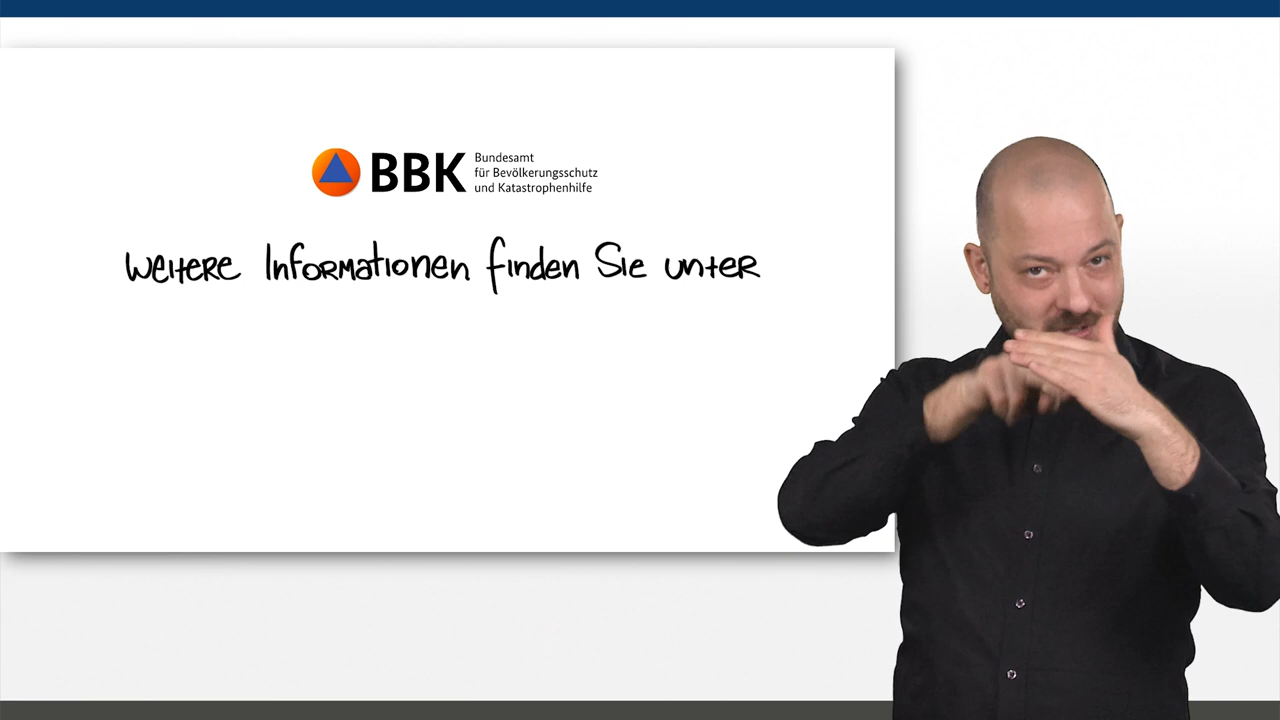 BBK
Bundesamt
für Bevölkerungsschutz
und Katastrophenhilfe
Weitere Informationen finden Sie unter